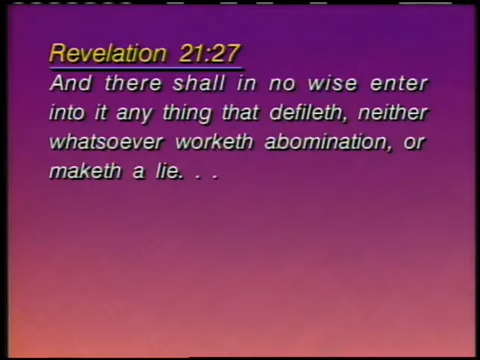 Revelation 21:27
And there shall in no wise enter
into it any thing that defileth, neither
whatsoever worketh abomination, or
maketh a lie. . .